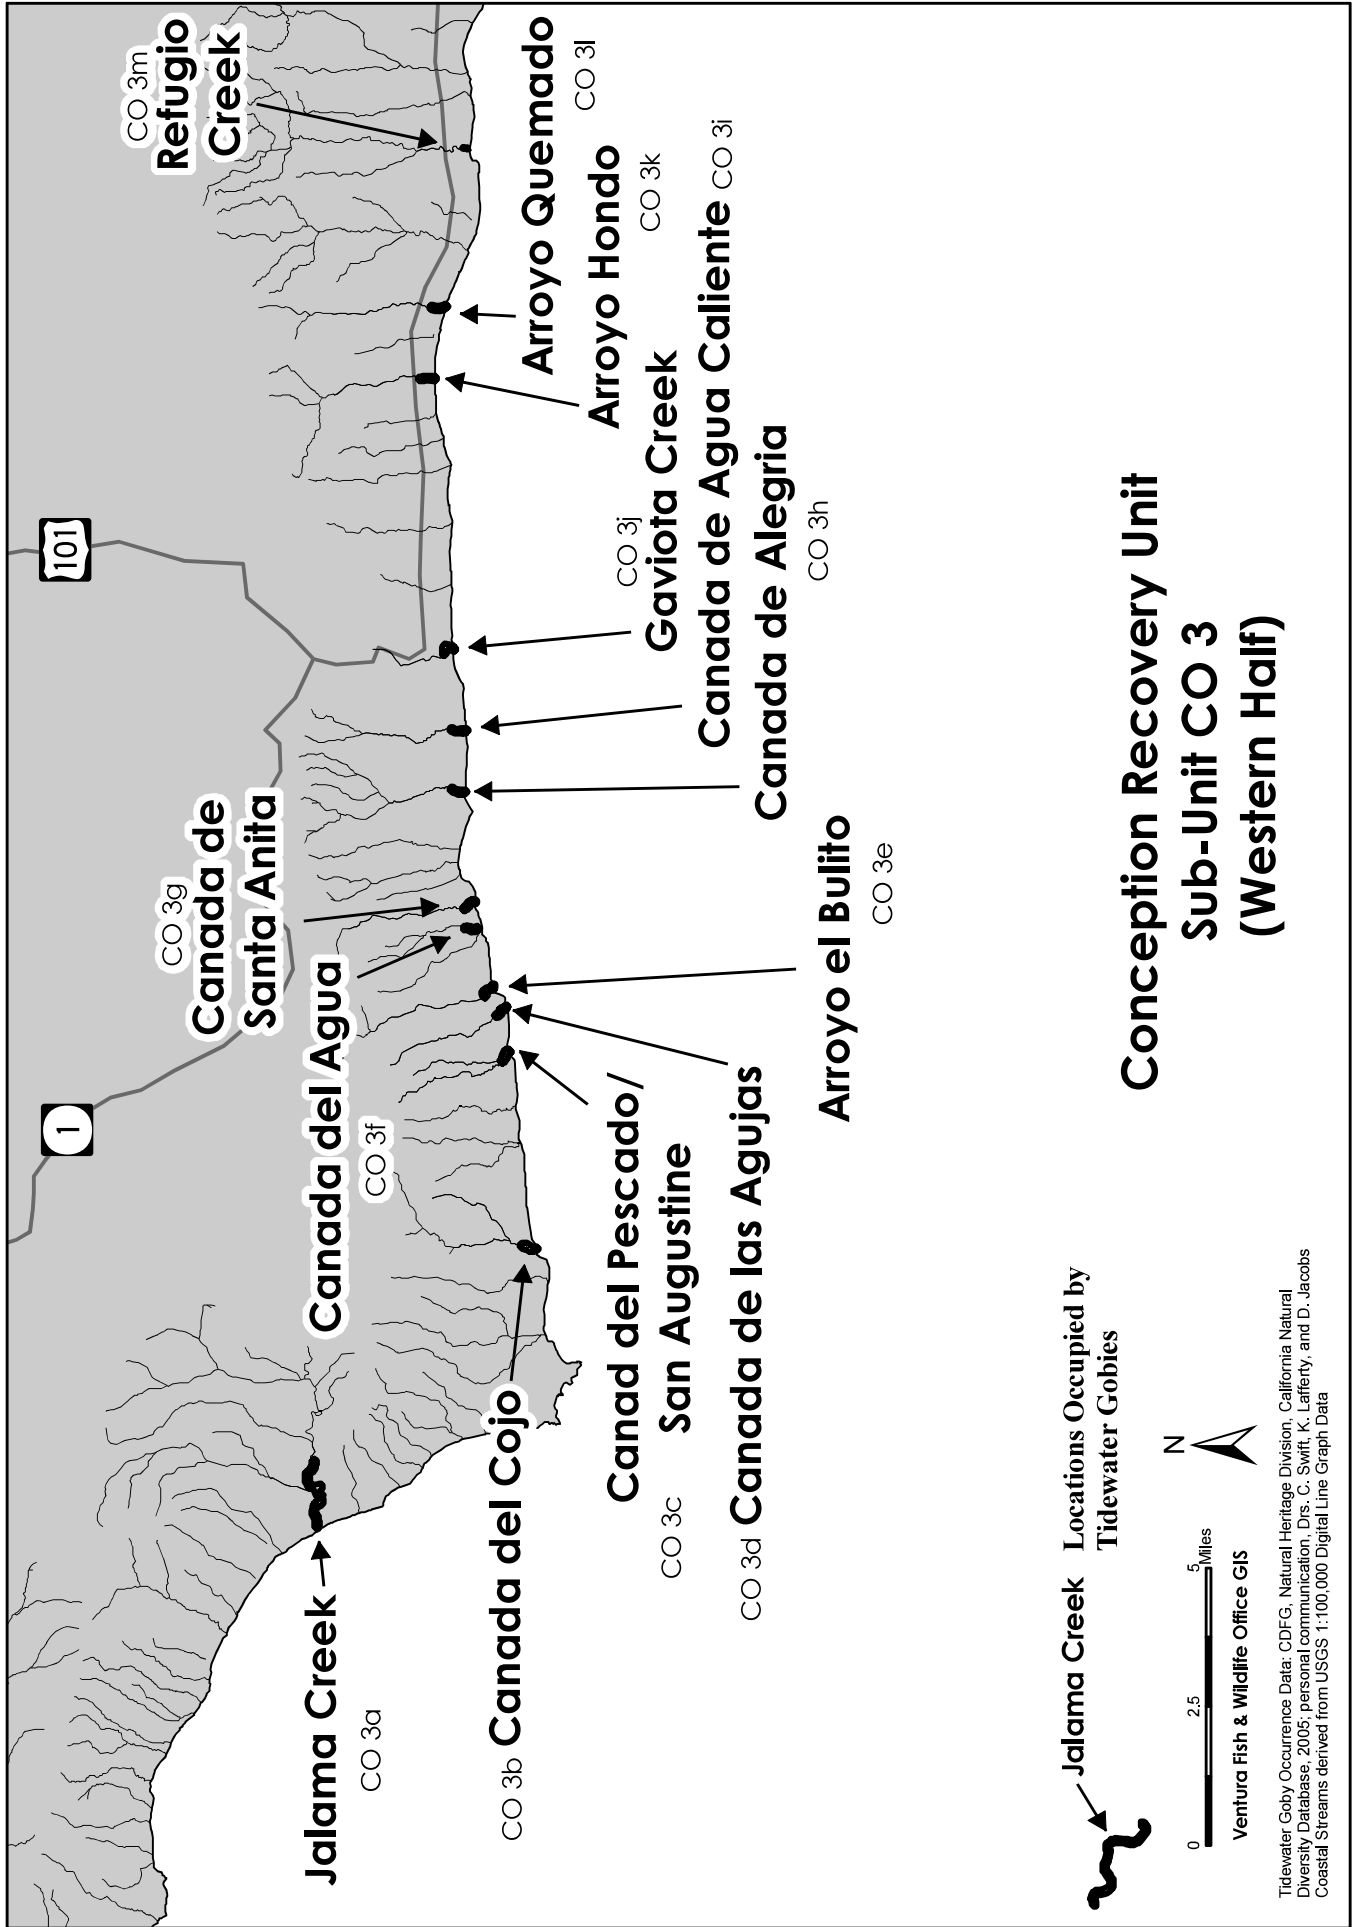 1
101
CO 3m
Refugio
Creek
CO 3g
Canada de
Santa Anita
Canada del Agua
CO 3f
Jalama Creek
CO 3a
CO 3b Canada del Cojo
Canad del Pescado/
CO 3c San Augustine
CO 3d Canada de las Agujas
Arroyo el Bulito
CO 3e
Canada de Alegria
CO 3h
Canada de Agua Caliente CO 3i
CO 3j
Gaviota Creek
Arroyo Hondo
CO 3k
Arroyo Quemado
CO 3l
Jalama Creek
Locations Occupied by
Tidewater Gobies
N
0 2.5 5
Miles
Ventura Fish & Wildlife Office GIS
Tidewater Goby Occurrence Data: CDFG, Natural Heritage Division, California Natural
Diversity Database, 2005; personal communication, Drs. C. Swift, K. Lafferty, and D. Jacobs
Coastal Streams derived from USGS 1:100,000 Digital Line Graph Data
Conception Recovery Unit
Sub-Unit CO 3
(Western Half)